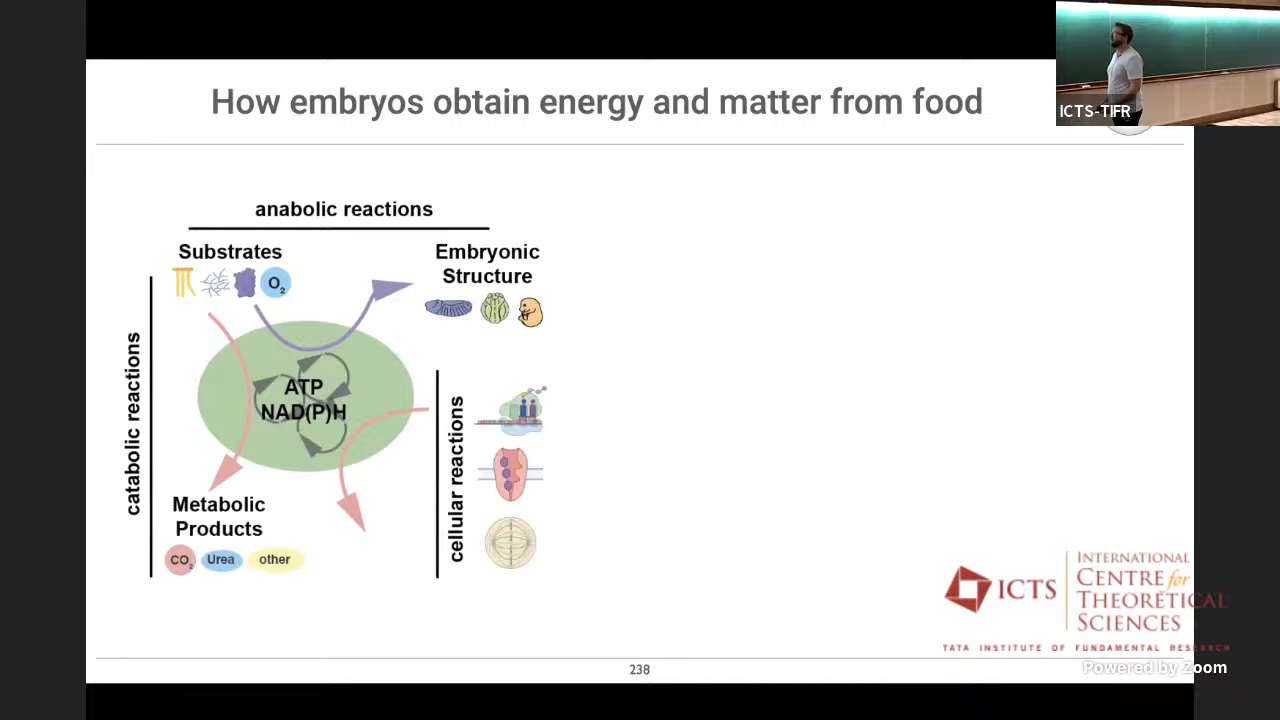 How embryos obtain energy and matter from food
ICTS-TIFR
anabolic reactions
Substrates
O2
Embryonic
Structure
catabolic reactions
ATP
NAD(P)H
cellular reactions
Metabolic
Products
CO2
Urea
other
ICTS
INTERNATIONAL
CENTRE for
THEORETICAL
SCIENCES
TATA INSTITUTE OF FUNDAMENTAL RESEARCH
238
Powered by Zoom